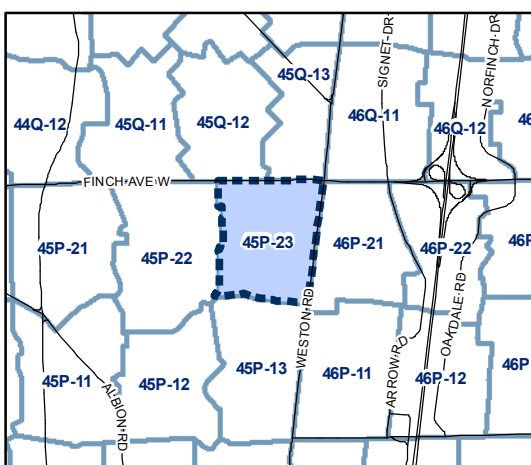 SIGNET DR
NORFINCH DR
45Q-13
44Q-12
45Q-11
45Q-12
46Q-11
46Q-12
46
FINCH AVE W
45P-21
45P-22
45P-23
46P-21
46P-22
46P
WESTON RD
OAKDALE RD
ARROW RD
45P-11
45P-12
45P-13
46P-11
46P-12
46P
ALBION RD